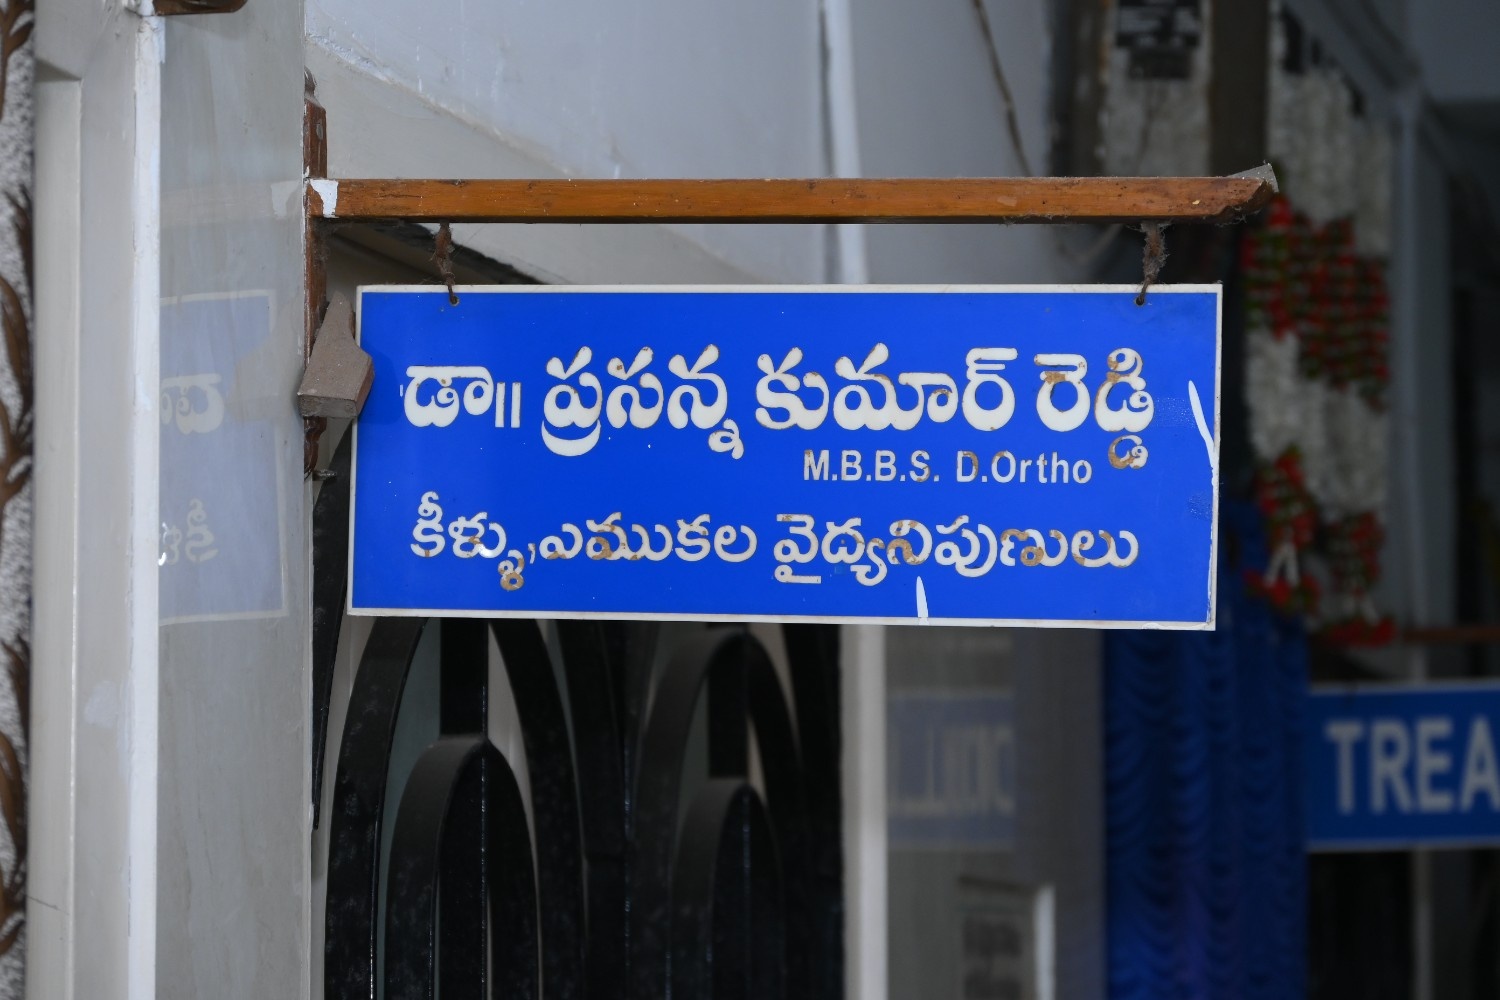 డా॥ ప్రసన్న కుమార్ రెడ్డి
M.B.B.S. D.Ortho
కీళ్ళు,ఎముకల వైద్యనిపుణులు
TREA